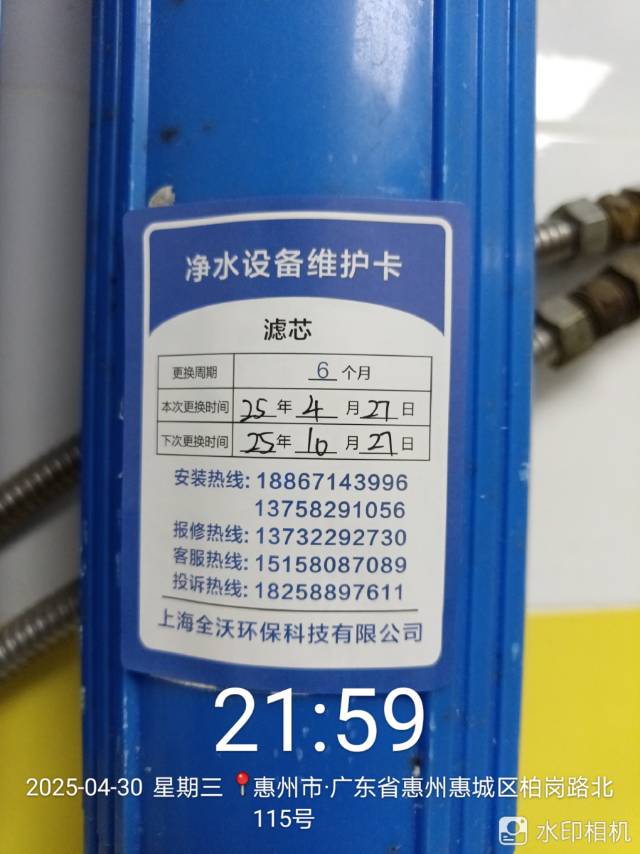 净水设备维护卡
滤芯
更换周期 6 个月
本次更换时间 25 年 4 月 27 日
下次更换时间 25 年 10 月 27 日
安装热线: 18867143996
13758291056
报修热线: 13732292730
客服热线: 15158087089
投诉热线: 18258897611
上海全沃环保科技有限公司
21:59
2025-04-30 星期三 📍惠州市·广东省惠州惠城区柏岗路北
115号
水印相机